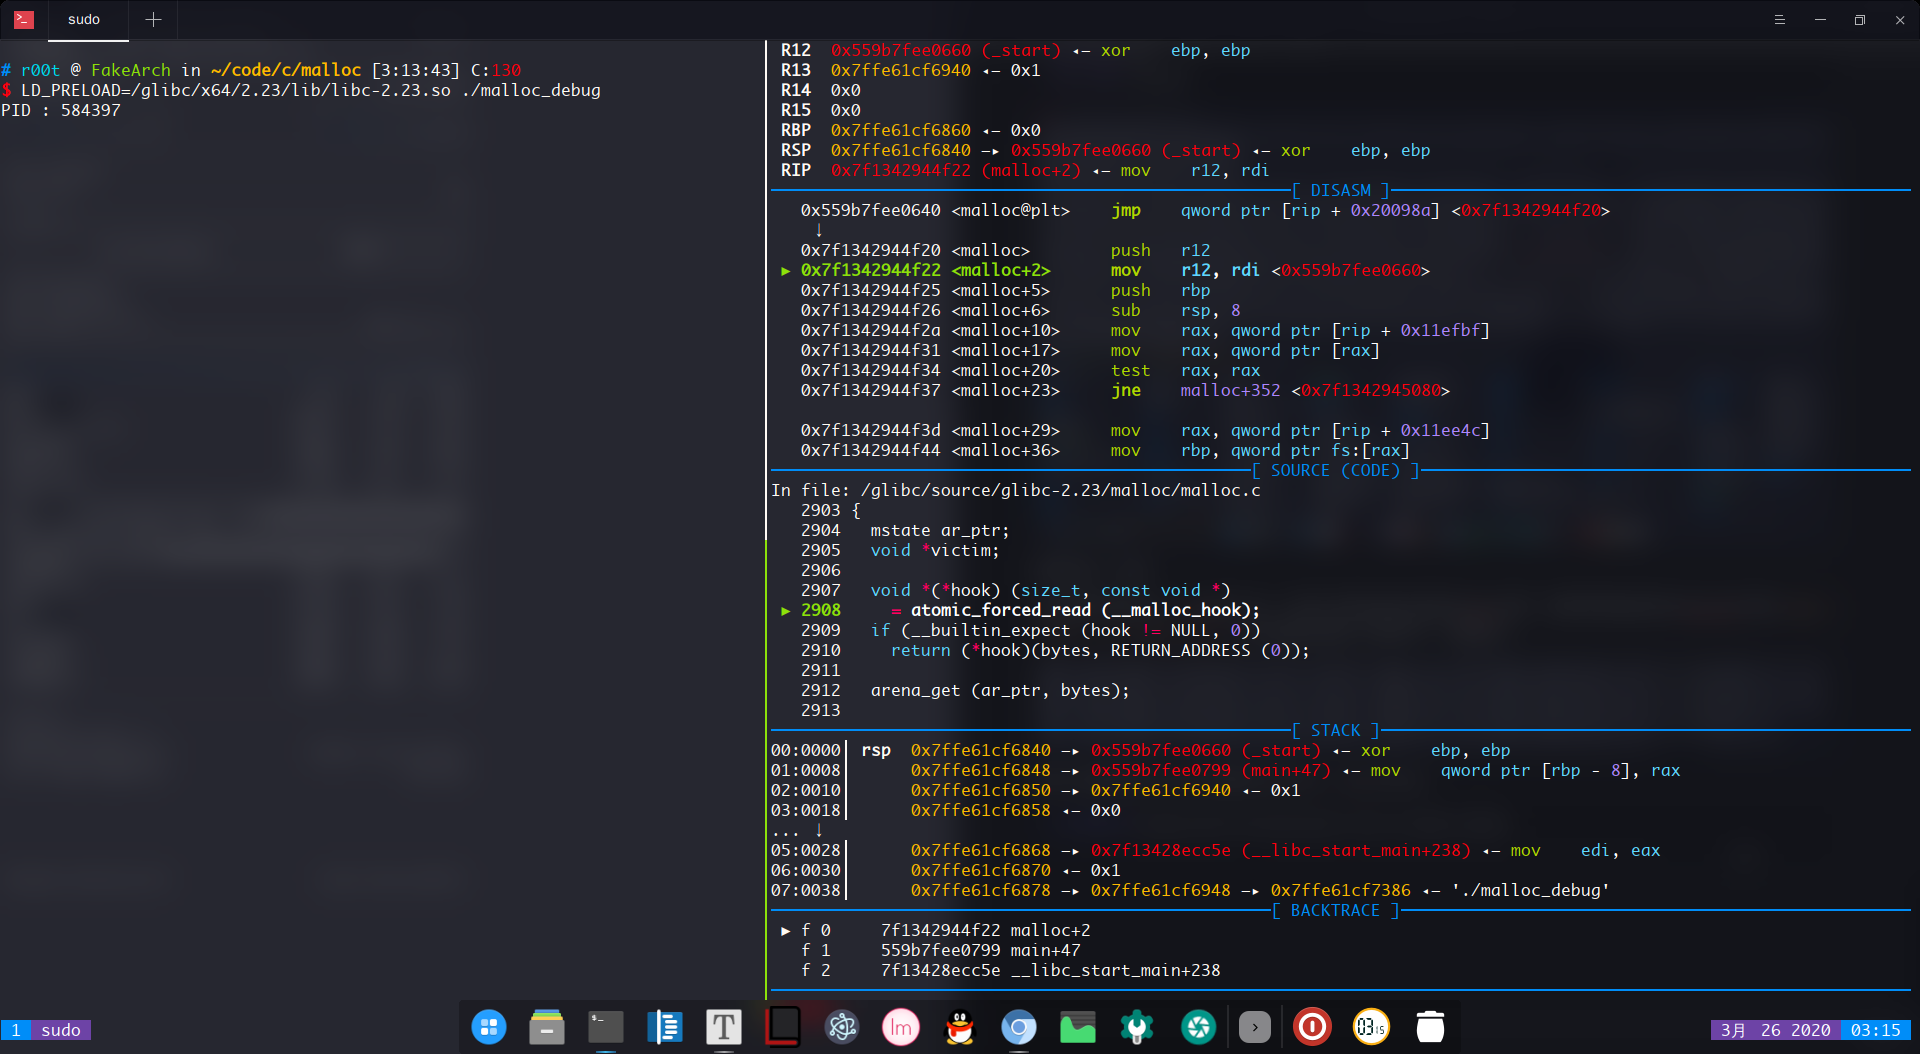 sudo
# r00t @ FakeArch in ~/code/c/malloc [3:13:43] C:130
$ LD_PRELOAD=/glibc/x64/2.23/lib/libc-2.23.so ./malloc_debug
PID : 584397
R12  0x559b7fee0660 (_start) ◂— xor    ebp, ebp
R13  0x7ffe61cf6940 ◂— 0x1
R14  0x0
R15  0x0
RBP  0x7ffe61cf6860 ◂— 0x0
RSP  0x7ffe61cf6840 —▸ 0x559b7fee0660 (_start) ◂— xor    ebp, ebp
RIP  0x7f1342944f22 (malloc+2) ◂— mov    r12, rdi
[ DISASM ]
0x559b7fee0640 <malloc@plt>    jmp    qword ptr [rip + 0x20098a] <0x7f1342944f20>
↓
0x7f1342944f20 <malloc>        push   r12
► 0x7f1342944f22 <malloc+2>      mov    r12, rdi <0x559b7fee0660>
0x7f1342944f25 <malloc+5>      push   rbp
0x7f1342944f26 <malloc+6>      sub    rsp, 8
0x7f1342944f2a <malloc+10>     mov    rax, qword ptr [rip + 0x11efbf]
0x7f1342944f31 <malloc+17>     mov    rax, qword ptr [rax]
0x7f1342944f34 <malloc+20>     test   rax, rax
0x7f1342944f37 <malloc+23>     jne    malloc+352 <0x7f1342945080>
0x7f1342944f3d <malloc+29>     mov    rax, qword ptr [rip + 0x11ee4c]
0x7f1342944f44 <malloc+36>     mov    rbp, qword ptr fs:[rax]
[ SOURCE (CODE) ]
In file: /glibc/source/glibc-2.23/malloc/malloc.c
2903 {
2904   mstate ar_ptr;
2905   void *victim;
2906
2907   void *(*hook) (size_t, const void *)
► 2908     = atomic_forced_read (__malloc_hook);
2909   if (__builtin_expect (hook != NULL, 0))
2910     return (*hook)(bytes, RETURN_ADDRESS (0));
2911
2912   arena_get (ar_ptr, bytes);
2913
[ STACK ]
00:0000│ rsp  0x7ffe61cf6840 —▸ 0x559b7fee0660 (_start) ◂— xor    ebp, ebp
01:0008│      0x7ffe61cf6848 —▸ 0x559b7fee0799 (main+47) ◂— mov    qword ptr [rbp - 8], rax
02:0010│      0x7ffe61cf6850 —▸ 0x7ffe61cf6940 ◂— 0x1
03:0018│      0x7ffe61cf6858 ◂— 0x0
... ↓
05:0028│      0x7ffe61cf6868 —▸ 0x7f13428ecc5e (__libc_start_main+238) ◂— mov    edi, eax
06:0030│      0x7ffe61cf6870 ◂— 0x1
07:0038│      0x7ffe61cf6878 —▸ 0x7ffe61cf6948 —▸ 0x7ffe61cf7386 ◂— './malloc_debug'
[ BACKTRACE ]
► f 0     7f1342944f22 malloc+2
f 1     559b7fee0799 main+47
f 2     7f13428ecc5e __libc_start_main+238
1 sudo
$_
T
lm
03:15
3月 26 2020 03:15